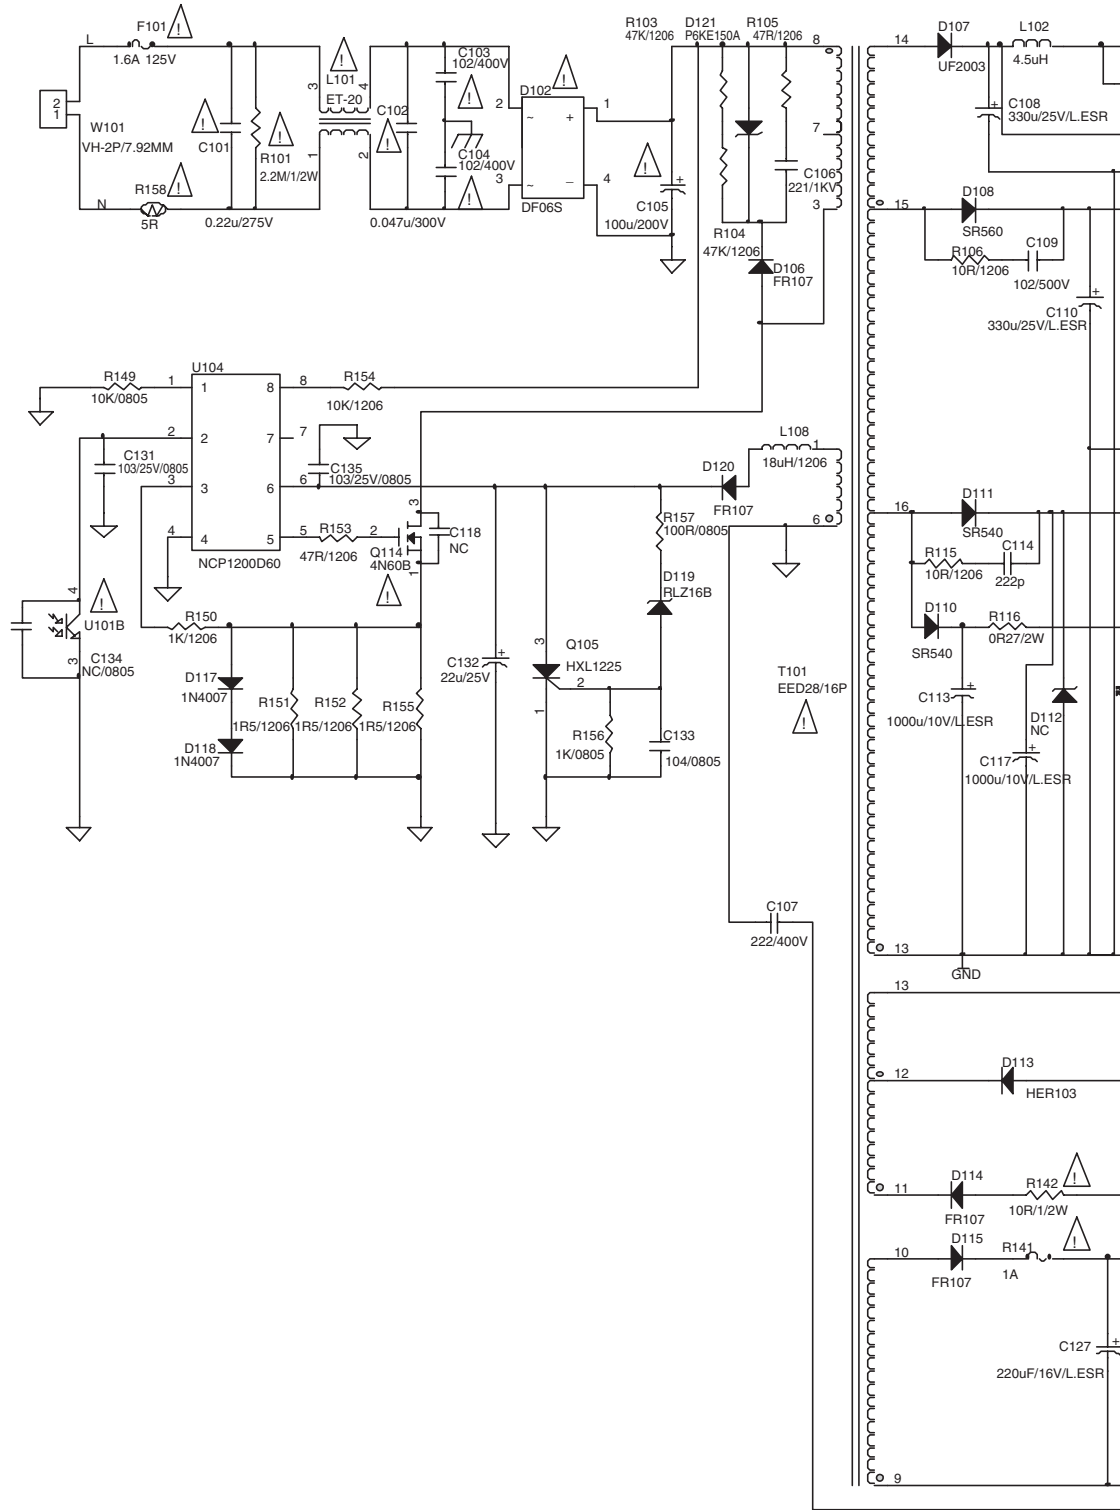 F101
!
L
1.6A 125V
2
1
W101
VH-2P/7.92MM
R158
!
N
5R
!
C101
0.22u/275V
!
R101
2.2M/1/2W
!
L101
ET-20
3
4
1
2
C102
!
0.047u/300V
C103
102/400V
!
C104
102/400V
!
D102
!
2
1
~
+
3
4
~
–
DF06S
!
+
C105
100u/200V
R103
47K/1206
D121
P6KE150A
R105
47R/1206
8
7
C106
221/1KV
3
R104
47K/1206
D106
FR107
14
D107
UF2003
L102
4.5uH
+
C108
330u/25V/L.ESR
15
D108
SR560
R106
10R/1206
C109
102/500V
+
C110
330u/25V/L.ESR
U104
R149
10K/0805
1
1
8
8
R154
10K/1206
2
2
7
7
C131
103/25V/0805
3
3
6
6
C135
103/25V/0805
4
4
5
5
NCP1200D60
R153
47R/1206
2
3
1
Q114
4N60B
!
C118
NC
L108
18uH/1206
1
D120
FR107
6
R157
100R/0805
D119
RLZ16B
16
D111
SR540
R115
10R/1206
C114
222p
D110
SR540
R116
0R27/2W
4
!
U101B
3
C134
NC/0805
R150
1K/1206
D117
1N4007
D118
1N4007
R151
1R5/1206
R152
1R5/1206
R155
1R5/1206
+
C132
22u/25V
3
Q105
HXL1225
2
1
R156
1K/0805
C133
104/0805
T101
EED28/16P
!
+
C113
1000u/10V/L.ESR
D112
NC
+
C117
1000u/10V/L.ESR
C107
222/400V
13
GND
13
12
D113
HER103
11
D114
FR107
R142
!
10R/1/2W
10
D115
FR107
R141
1A
!
+
C127
220uF/16V/L.ESR
9